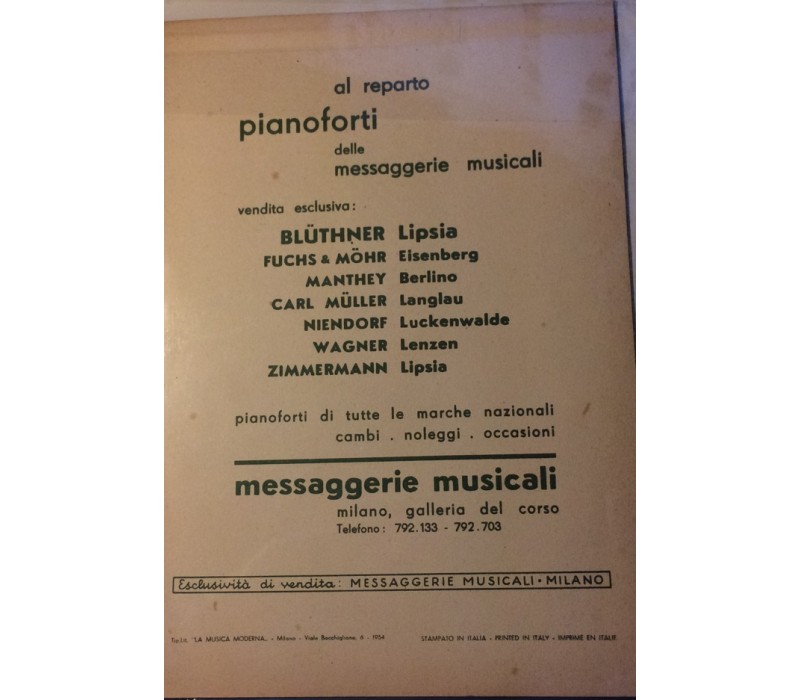 al reparto
pianoforti
delle
messaggerie musicali
vendita esclusiva:
BLÜTHNER Lipsia
FUCHS & MÖHR Eisenberg
MANTHEY Berlino
CARL MÜLLER Langlau
NIENDORF Luckenwalde
WAGNER Lenzen
ZIMMERMANN Lipsia
pianoforti di tutte le marche nazionali
cambi . noleggi . occasioni
messaggerie musicali
milano, galleria del corso
Telefono: 792.133 - 792.703
Esclusività di vendita: MESSAGGERIE MUSICALI • MILANO
"LA MUSICA MODERNA" - Milano - Viale 6 - 1954
STAMPATO IN ITALIA - PRINTED IN ITALY - IMPRIMÉ EN ITALIE